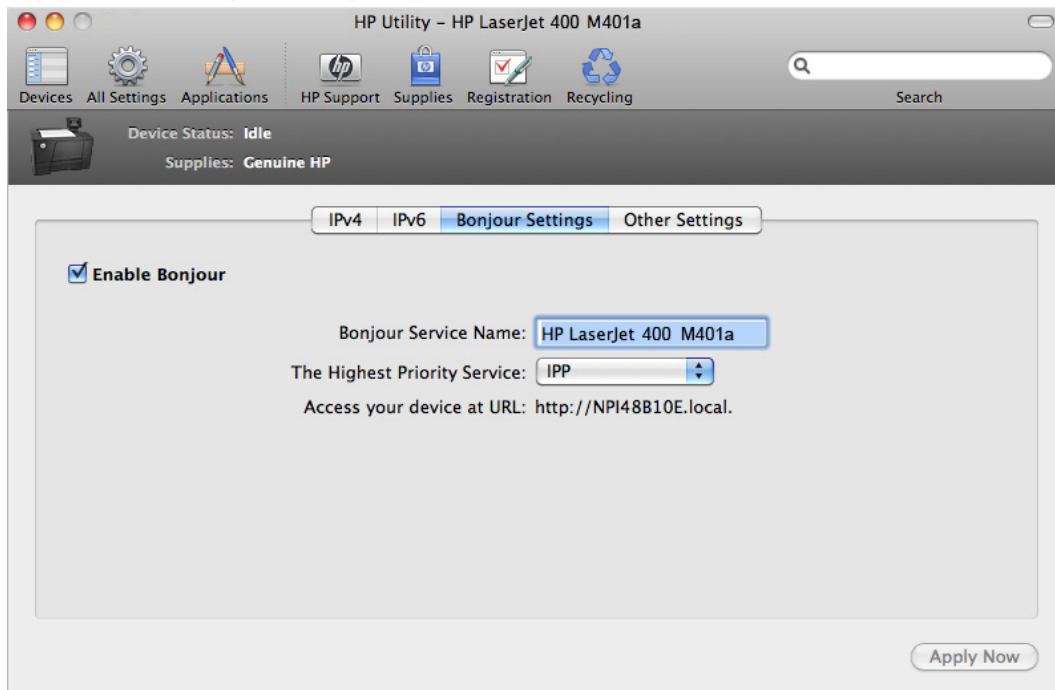 HP Utility – HP LaserJet 400 M401a
Devices All Settings Applications HP Support Supplies Registration Recycling Search
Device Status: Idle
Supplies: Genuine HP
IPv4 IPv6 Bonjour Settings Other Settings
Enable Bonjour
Bonjour Service Name: HP LaserJet 400 M401a
The Highest Priority Service: IPP
Access your device at URL: http://NPI48B10E.local.
Apply Now